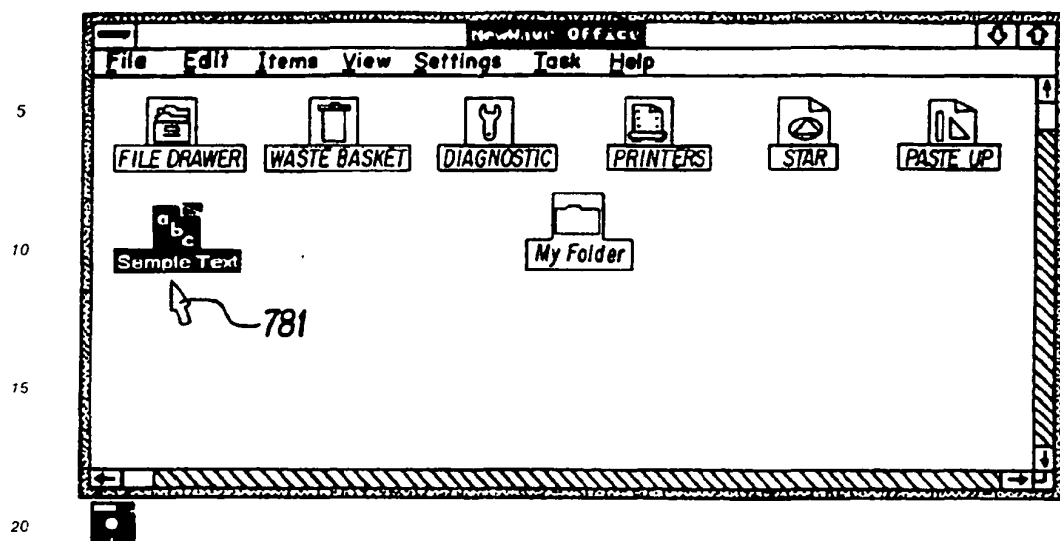 NewWave Office
File Edit Items View Settings Task Help
5
FILE DRAWER WASTE BASKET DIAGNOSTIC PRINTERS STAR PASTE UP
abc
10
Sample Text My Folder
781
15
20